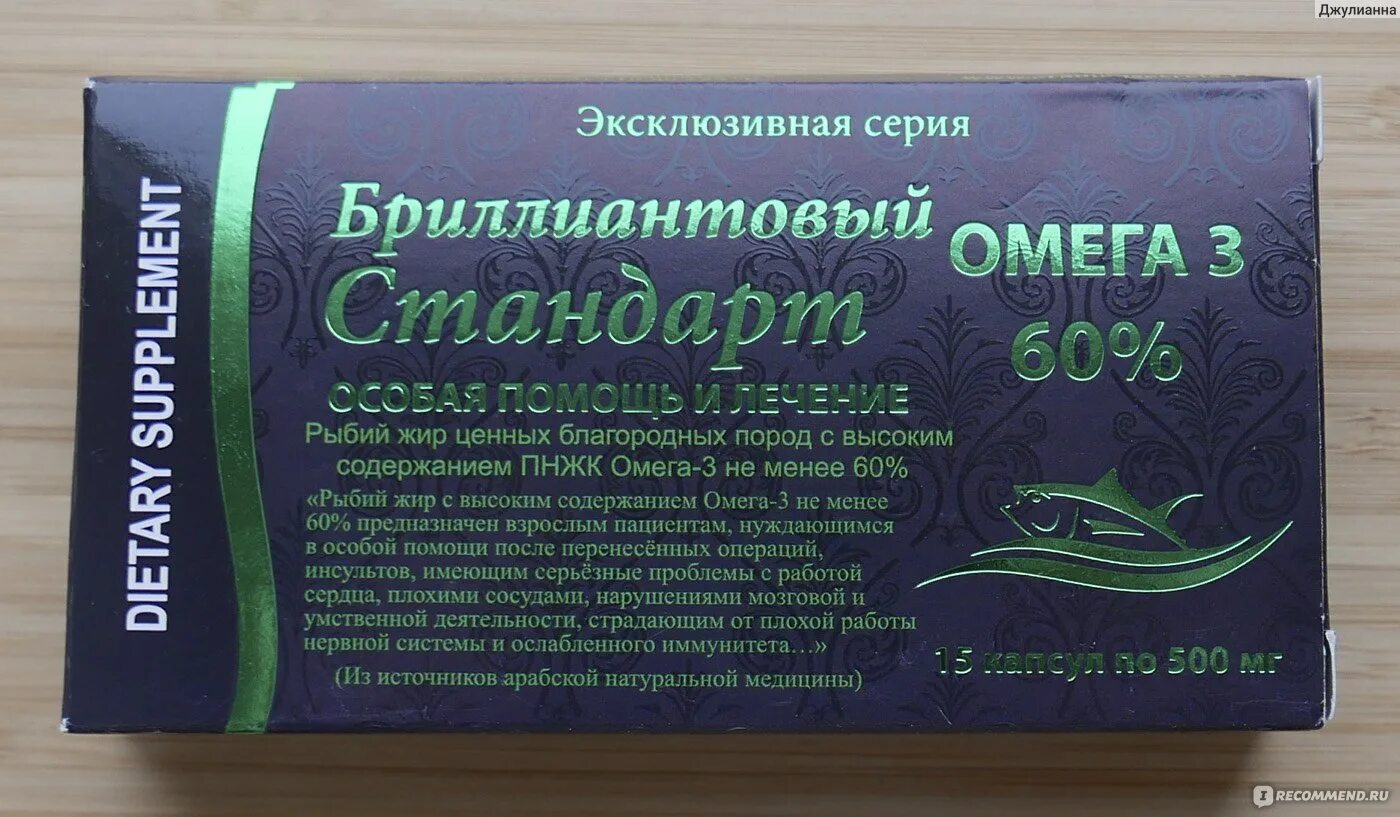 Джулианна
DIETARY SUPPLEMENT
Эксклюзивная серия
Бриллиантовый
Стандарт
ОМЕГА 3
60%
ОСОБАЯ ПОМОЩЬ И ЛЕЧЕНИЕ
Рыбий жир ценных благородных пород с высоким
содержанием ПНЖК Омега-3 не менее 60%
«Рыбий жир с высоким содержанием Омега-3 не менее
60% предназначен взрослым пациентам, нуждающимся
в особой помощи после перенесённых операций,
инсультов, имеющим серьёзные проблемы с работой
сердца, плохими сосудами, нарушениями мозговой и
умственной деятельности, страдающим от плохой работы
нервной системы и ослабленного иммунитета...»
(Из источников арабской натуральной медицины)
15 капсул по 500 мг
IRECOMMEND.RU